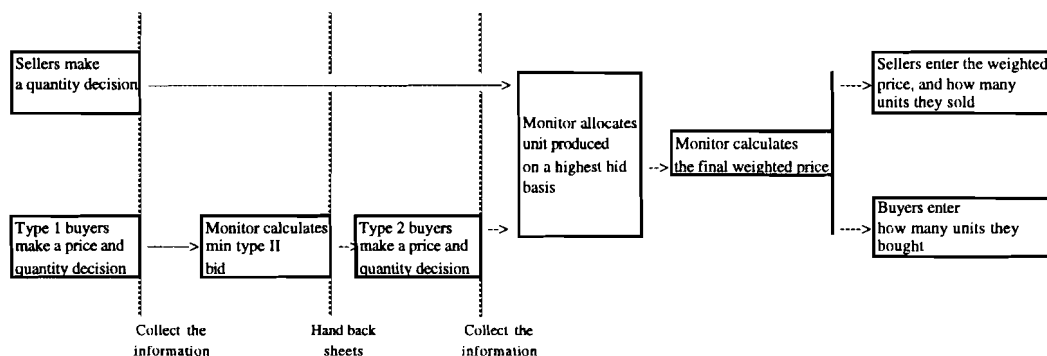 Sellers make
a quantity decision
Type 1 buyers
make a price and
quantity decision
Monitor calculates
min type II
bid
Type 2 buyers
make a price and
quantity decision
Monitor allocates
unit produced
on a highest bid
basis
Monitor calculates
the final weighted price
Sellers enter the weighted
price, and how many
units they sold
Buyers enter
how many units they
bought
Collect the
information
Hand back
sheets
Collect the
information